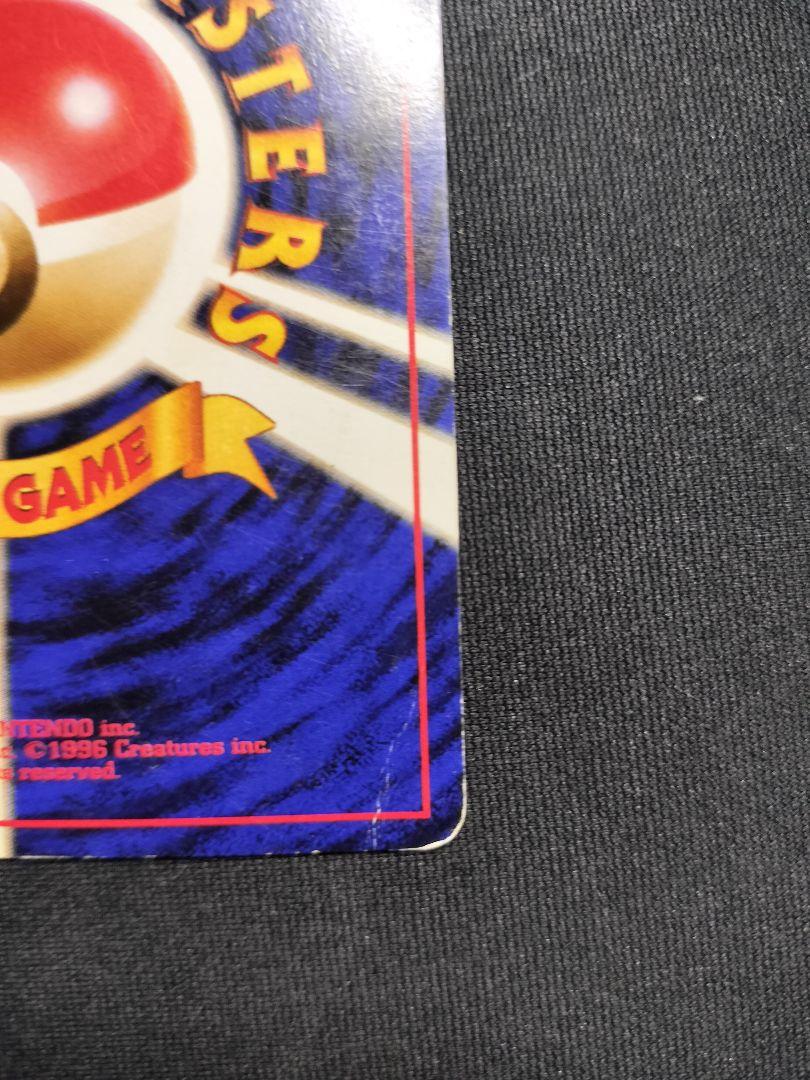 STERS
GAME
NTENDO inc.
©1996 Creatures inc.
reserved.